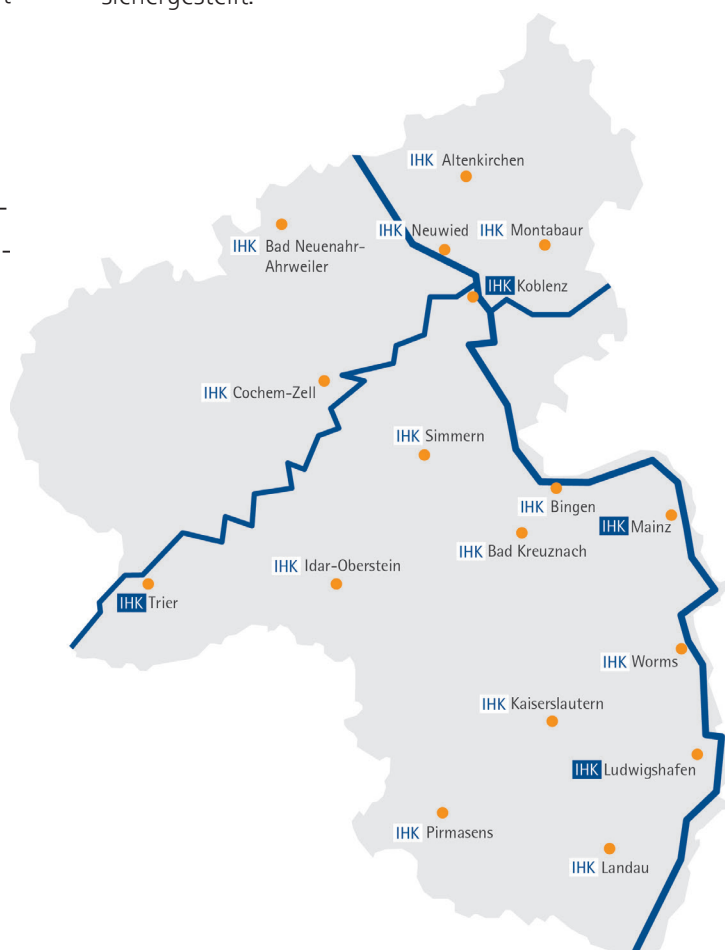 sichergestellt.
IHK Altenkirchen
IHK Neuwied
IHK Montabaur
IHK Bad Neuenahr-
Ahrweiler
IHK Koblenz
IHK Cochem-Zell
IHK Simmern
IHK Bingen
IHK Mainz
IHK Bad Kreuznach
IHK Idar-Oberstein
IHK Trier
IHK Worms
IHK Kaiserslautern
IHK Ludwigshafen
IHK Pirmasens
IHK Landau